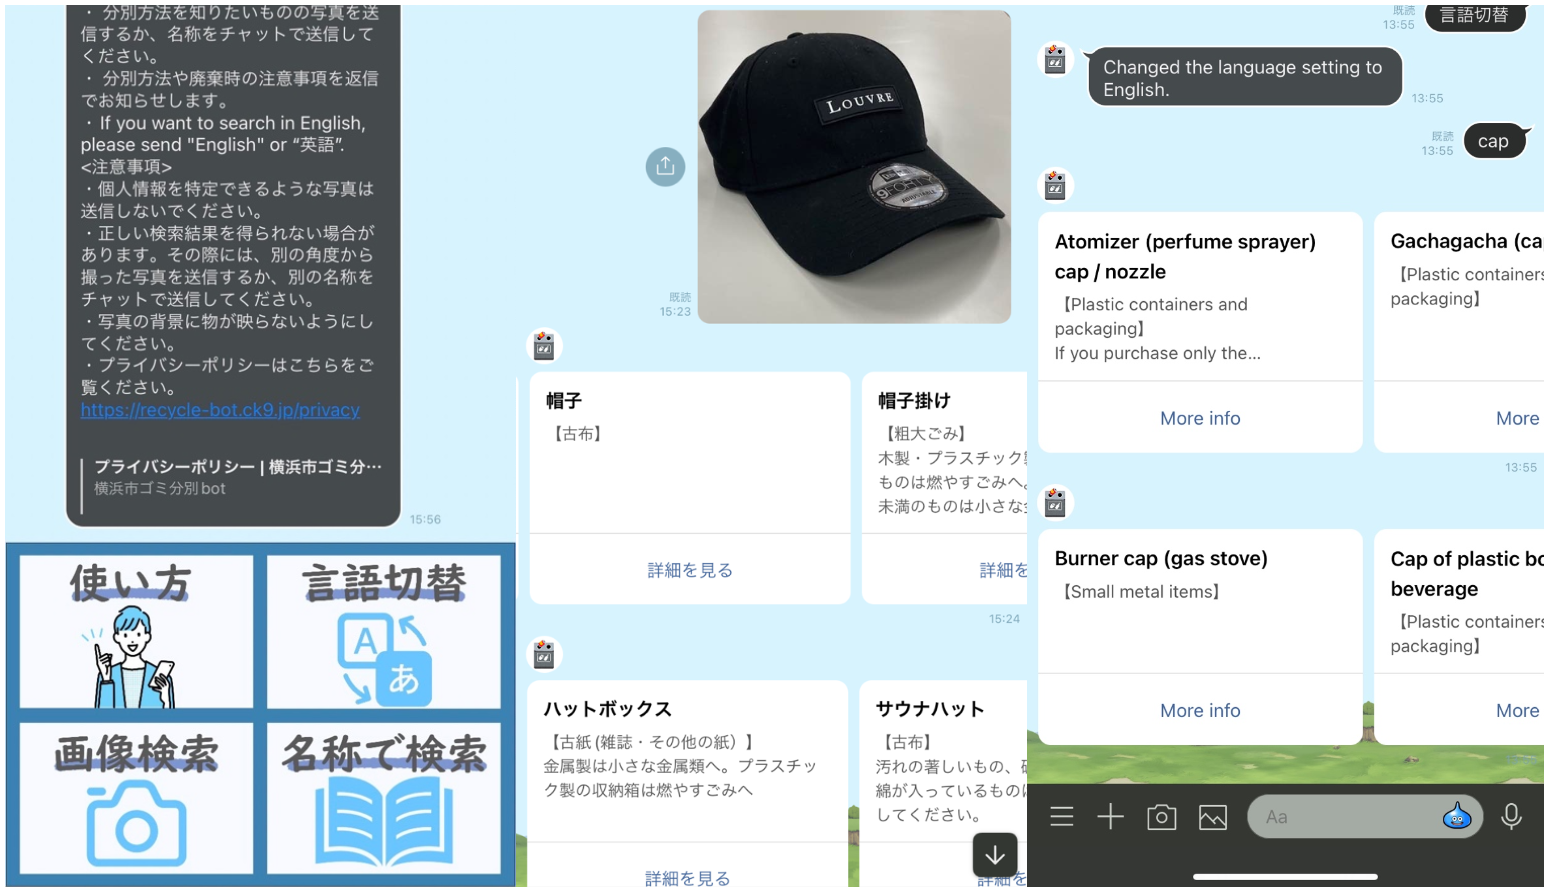 ・ 分別方法を知りたいものの写真を送
信するか、名称をチャットで送信して
ください。
・ 分別方法や廃棄時の注意事項を返信
でお知らせします。
・If you want to search in English,
please send "English" or “英語”.
<注意事項>
・個人情報を特定できるような写真は
送信しないでください。
・正しい検索結果を得られない場合が
あります。その際には、別の角度から
撮った写真を送信するか、別の名称を
チャットで送信してください。
・写真の背景に物が映らないようにし
てください。
・プライバシーポリシーはこちらをご
覧ください。
https://recycle-bot.ck9.jp/privacy
プライバシーポリシー | 横浜市ゴミ分…
横浜市ゴミ分別bot
15:56
使い方
言語切替
A
あ
画像検索
名称で検索
LOUVRE
NEW ERA
9FORTY
ADJUSTABLE
既読
15:23
帽子
【古布】
詳細を見る
帽子掛け
【粗大ごみ】
木製・プラスチック
ものは燃やすごみへ。
未満のものは小さな
詳細を
15:24
ハットボックス
【古紙 (雑誌・その他の紙) 】
金属製は小さな金属類へ。プラスチッ
ク製の収納箱は燃やすごみへ
詳細を見る
サウナハット
【古布】
汚れの著しいもの、
綿が入っているもの
してください。
詳細を
既読
13:55
言語切替
Changed the language setting to
English.
13:55
既読
13:55
cap
Atomizer (perfume sprayer)
cap / nozzle
【Plastic containers and
packaging】
If you purchase only the...
More info
Gachagacha (ca
【Plastic containers
packaging】
More
13:55
Burner cap (gas stove)
【Small metal items】
More info
Cap of plastic bo
beverage
【Plastic containers
packaging】
More
Aa